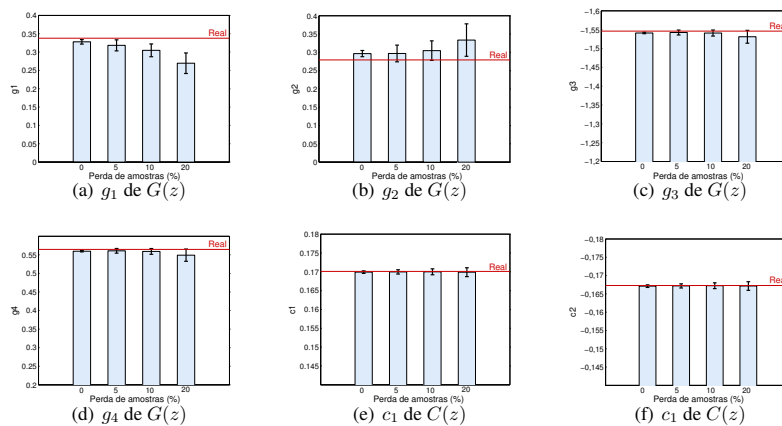 0.4
0.35
0.3
0.25
0.2
0.15
0.1
0.05
0
g1
Real
0 5 10 20
Perda de amostras (%)
(a) g1 de G(z)
0.4
0.35
0.3
0.25
0.2
0.15
0.1
0.05
0
g2
Real
0 5 10 20
Perda de amostras (%)
(b) g2 de G(z)
−1,6
−1,55
−1,5
−1,45
−1,4
−1,35
−1,3
−1,25
−1,2
g3
Real
0 5 10 20
Perda de amostras (%)
(c) g3 de G(z)
0.55
0.5
0.45
0.4
0.35
0.3
0.25
0.2
g4
Real
0 5 10 20
Perda de amostras (%)
(d) g4 de G(z)
0.18
0.175
0.17
0.165
0.16
0.155
0.15
0.145
c1
Real
0 5 10 20
Perda de amostras (%)
(e) c1 de C(z)
−0,18
−0,175
−0,17
−0,165
−0,16
−0,155
−0,15
−0,145
c2
Real
0 5 10 20
Perda de amostras (%)
(f) c1 de C(z)